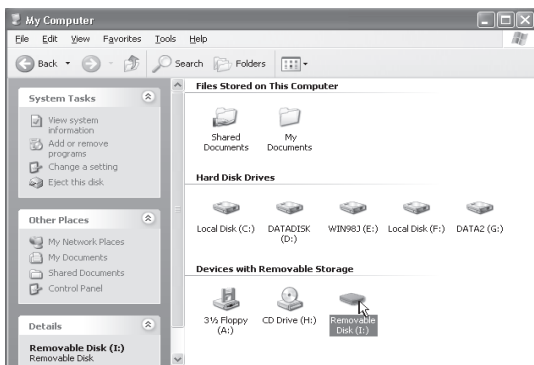 My Computer
File Edit View Favorites Tools Help
Back Search Folders
System Tasks
View system
information
Add or remove
programs
Change a setting
Eject this disk
Other Places
My Network Places
My Documents
Shared Documents
Control Panel
Details
Removable Disk (I:)
Removable Disk
Files Stored on This Computer
Shared
Documents
My
Documents
Hard Disk Drives
Local Disk (C:)
DATADISK
(D:)
WIN98J (E:)
Local Disk (F:)
DATA2 (G:)
Devices with Removable Storage
3½ Floppy
(A:)
CD Drive (H:)
Removable
Disk (I:)